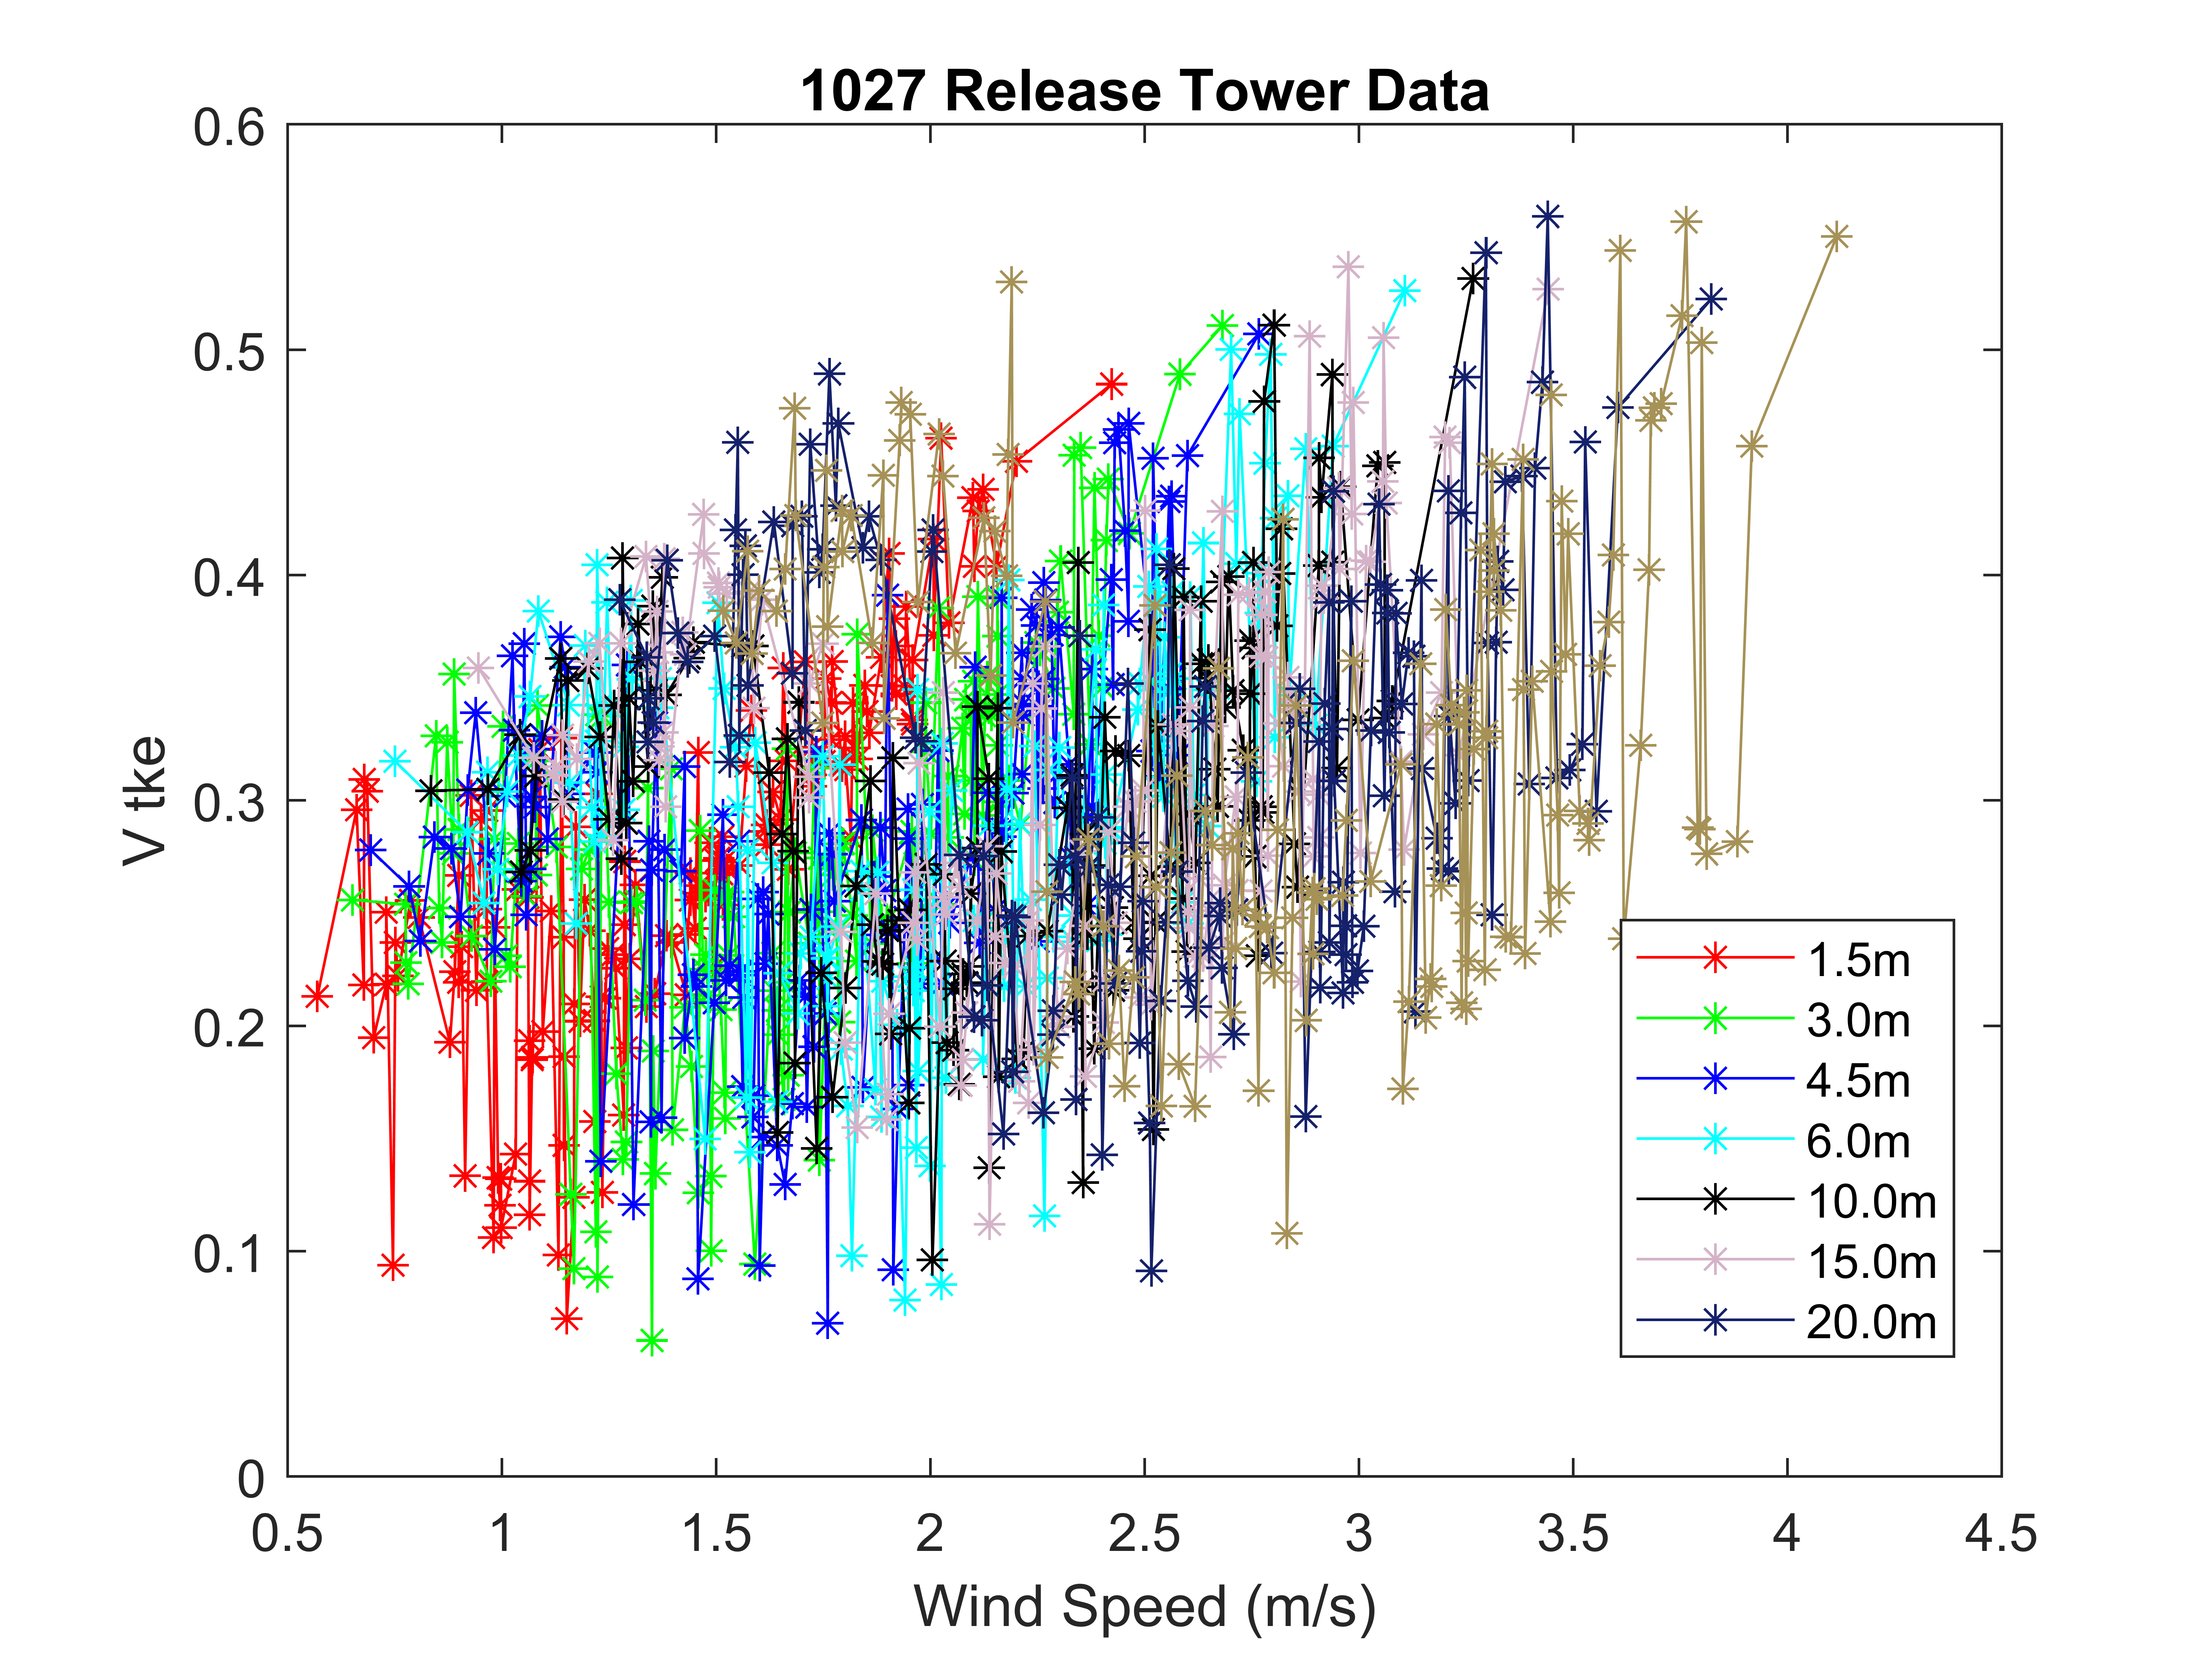 1027 Release Tower Data
0.6
0.5
0.4
0.3
0.2
0.1
0
V tke
0.5 1 1.5 2 2.5 3 3.5 4 4.5
Wind Speed (m/s)
1.5m
3.0m
4.5m
6.0m
10.0m
15.0m
20.0m